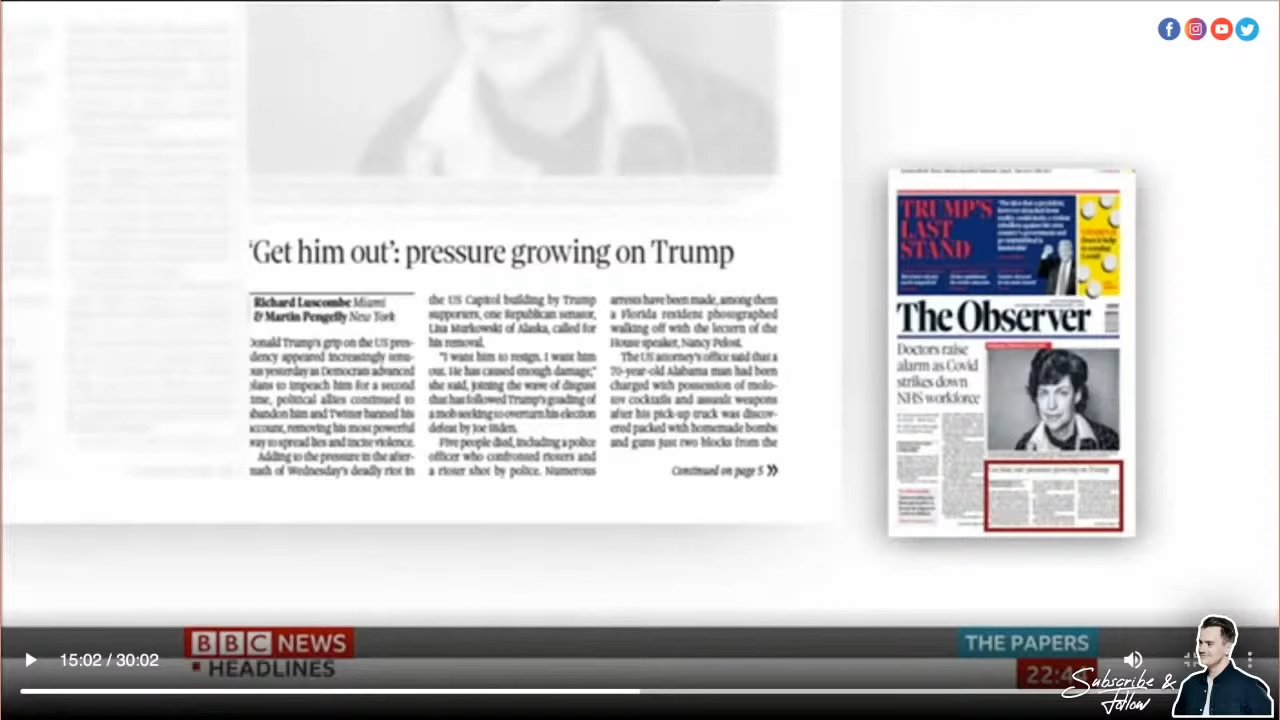 'Get him out': pressure growing on Trump
Richard Luscombe Miami
& Martin Pengelly New York
Donald Trump's grip on the US pres-
idency appeared increasingly tenu-
ous yesterday as Democrats advanced
plans to impeach him for a second
time, political allies continued to
abandon him and Twitter banned his
account, removing his most powerful
way to spread lies and incite violence.
Adding to the pressure in the after-
math of Wednesday's deadly riot in
the US Capitol building by Trump
supporters, one Republican senator,
Lisa Murkowski of Alaska, called for
his removal.
"I want him to resign. I want him
out. He has caused enough damage,"
she said, joining the wave of disgust
that has followed Trump's goading of
a mob seeking to overturn his election
defeat by Joe Biden.
Five people died, including a police
officer who confronted rioters and
a rioter shot by police. Numerous
arrests have been made, among them
a Florida resident photographed
walking off with the lectern of the
House speaker, Nancy Pelosi.
The US attorney's office said that a
70-year-old Alabama man had been
charged with possession of molo-
tov cocktails and assault weapons
after his pick-up truck was discov-
ered packed with homemade bombs
and guns just two blocks from the
Continued on page 5 »
TRUMP'S
LAST
STAND
The Observer
Doctors raise
alarm as Covid
strikes down
NHS workforce
'Get him out': pressure growing on Trump
BBC NEWS
HEADLINES
THE PAPERS
22:4
15:02 / 30:02
Subscribe &
follow